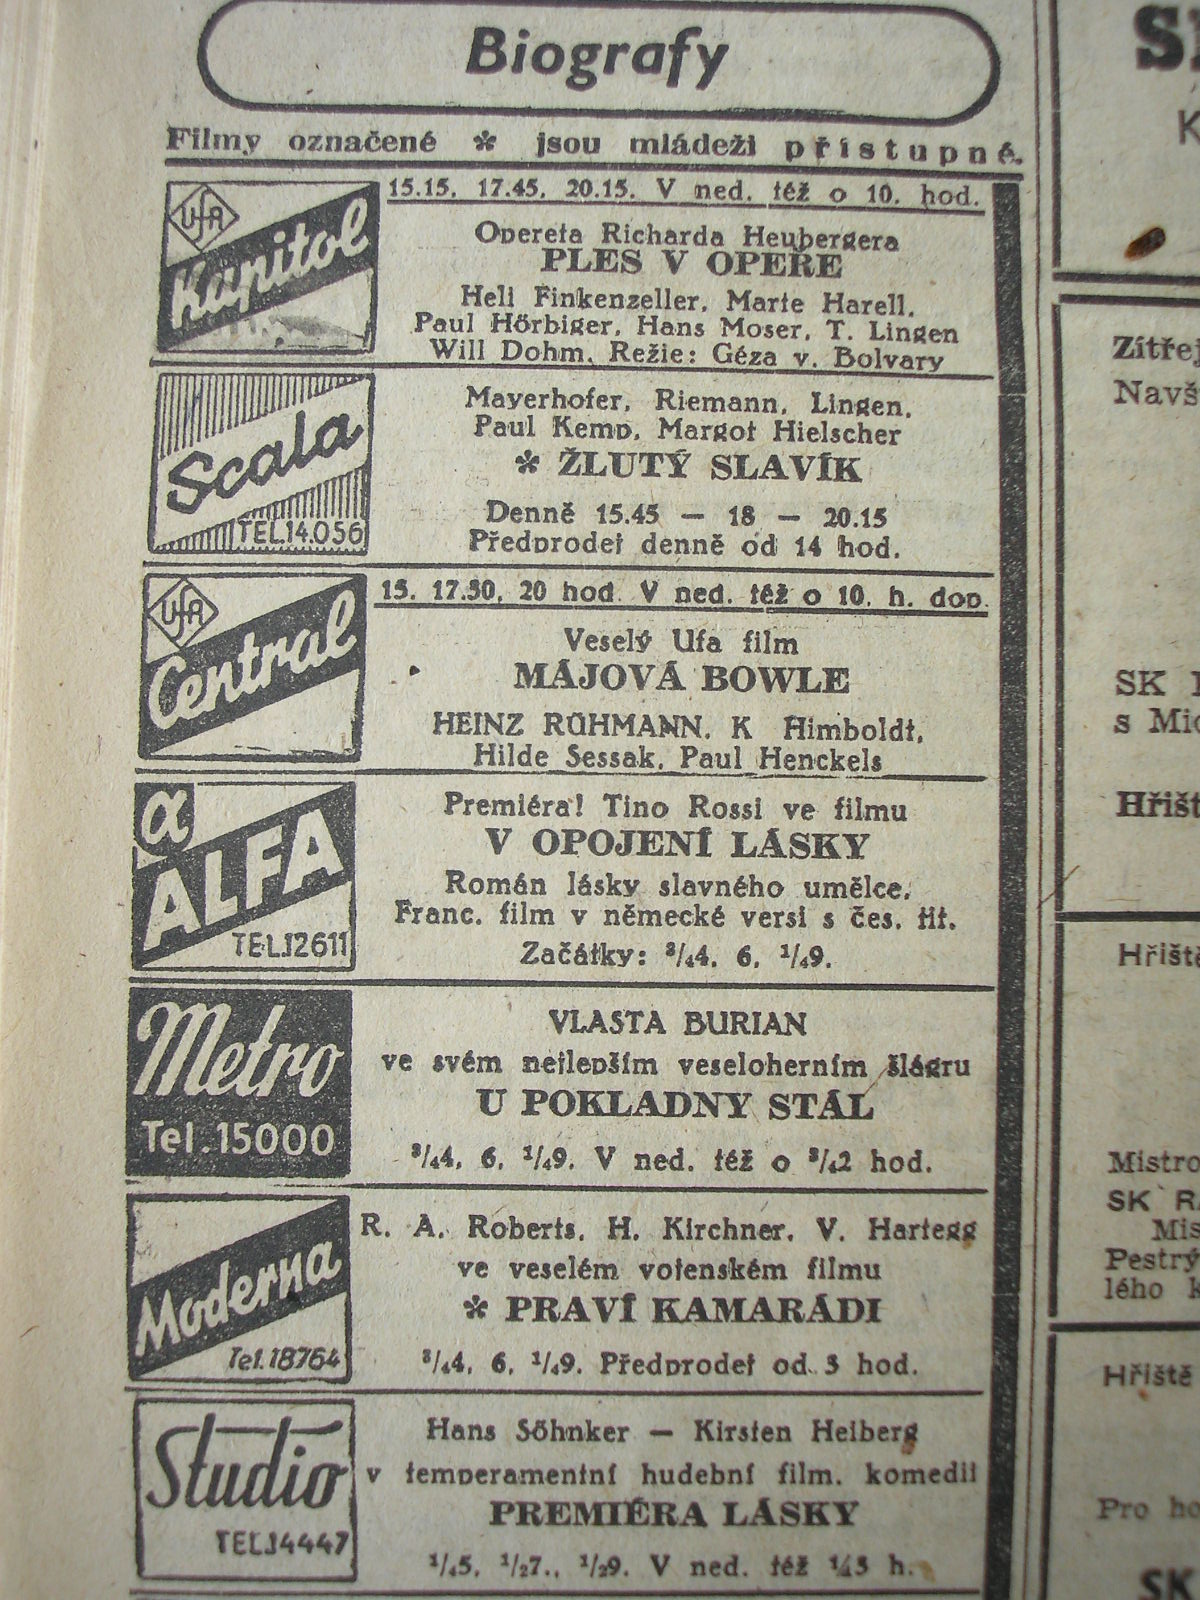 Biografy
Filmy označené * jsou mládeži přístupné.
UFA
Kapitol
15.15, 17.45, 20.15. V ned. též o 10. hod.
Opereta Richarda Heubergera
PLES V OPEŘE
Heli Finkenzeller, Marte Harell,
Paul Hörbiger, Hans Moser, T. Lingen
Will Dohm. Režie: Géza v. Bolvary
Scala
TEL.14.056
Mayerhofer, Riemann, Lingen,
Paul Kemp, Margot Hielscher
* ŽLUTÝ SLAVÍK
Denně 15.45 — 18 — 20.15
Předprodej denně od 14 hod.
UFA
Central
15. 17.30, 20 hod. V ned. též o 10. h. dop.
Veselý Ufa film
MÁJOVÁ BOWLE
HEINZ RÜHMANN. K Himboldt,
Hilde Sessak, Paul Henckels
α
ALFA
TEL.12611
Premiéra! Tino Rossi ve filmu
V OPOJENÍ LÁSKY
Román lásky slavného umělce.
Franc. film v německé versi s čes. tit.
Začátky: ¾4. 6. ¼9.
Metro
Tel.15000
VLASTA BURIAN
ve svém nejlepším veseloherním šlágru
U POKLADNY STÁL
¾4. 6. ¼9. V ned. též o ¾2 hod.
Moderna
Tel.18764
R. A. Roberts, H. Kirchner, V. Hartegg
ve veselém vojenském filmu
* PRAVÍ KAMARÁDI
¾4. 6. ¼9. Předprodej od 3 hod.
Studio
TEL.14447
Hans Söhnker — Kirsten Heiberg
v temperamentní hudební film. komedii
PREMIÉRA LÁSKY
¼5, ½7., ½9. V ned. též ¼3 h.
K
Zítřej
Navš
SK
s Mic
Hřišt
Hřiště
Mistro
SK R
Mis
Pestrý
lého k
Hřiště
Pro ho
SK